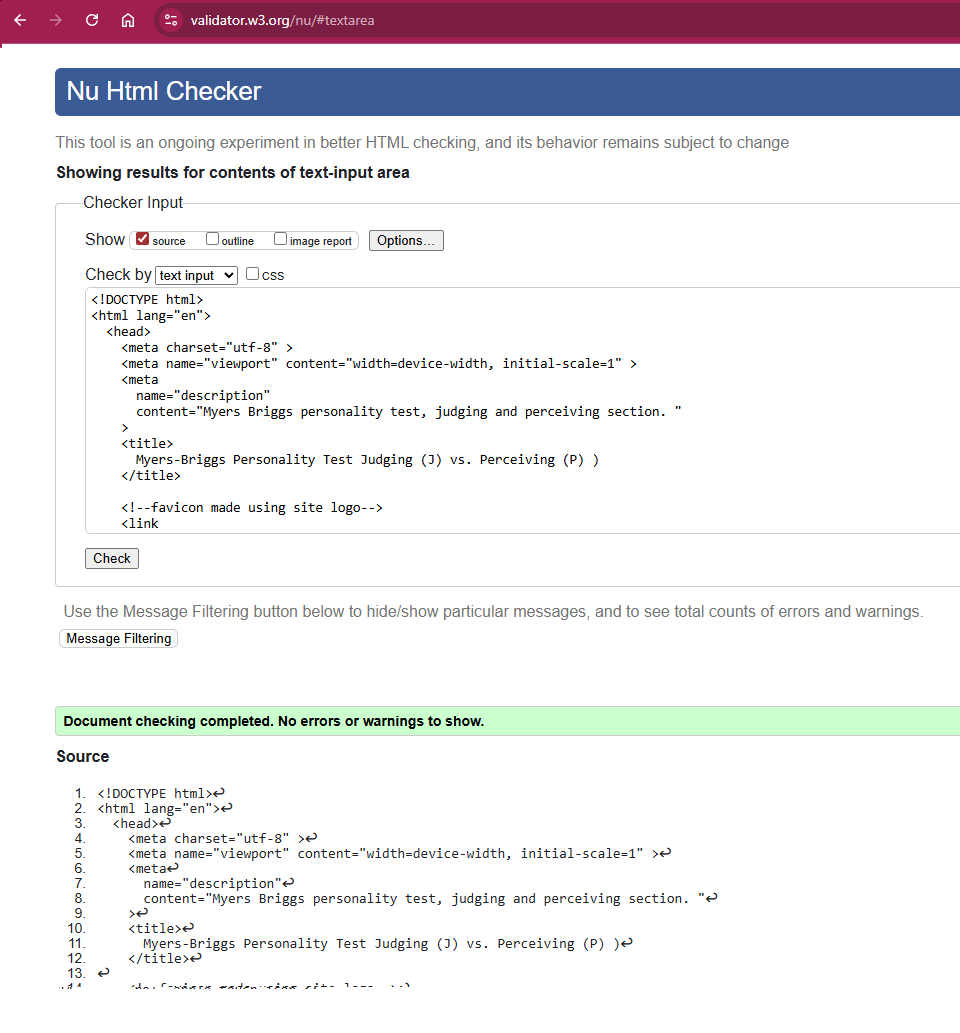 validator.w3.org/nu/#textarea
Nu Html Checker
This tool is an ongoing experiment in better HTML checking, and its behavior remains subject to change
Showing results for contents of text-input area
Checker Input
Show source outline image report Options...
Check by text input css
<!DOCTYPE html>
<html lang="en">
<head>
<meta charset="utf-8" >
<meta name="viewport" content="width=device-width, initial-scale=1" >
<meta
name="description"
content="Myers Briggs personality test, judging and perceiving section. "
>
<title>
Myers-Briggs Personality Test Judging (J) vs. Perceiving (P) )
</title>
<!--favicon made using site logo-->
<link
Check
Use the Message Filtering button below to hide/show particular messages, and to see total counts of errors and warnings.
Message Filtering
Document checking completed. No errors or warnings to show.
Source
1. <!DOCTYPE html>↩
2. <html lang="en">↩
3. <head>↩
4. <meta charset="utf-8" >↩
5. <meta name="viewport" content="width=device-width, initial-scale=1" >↩
6. <meta↩
7. name="description"↩
8. content="Myers Briggs personality test, judging and perceiving section. "↩
9. >↩
10. <title>↩
11. Myers-Briggs Personality Test Judging (J) vs. Perceiving (P) )↩
12. </title>↩
13. ↩